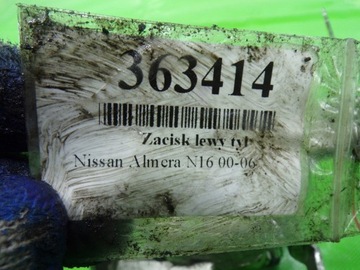 363414
Zacisk lewy tył
Nissan Almera N16 00-06